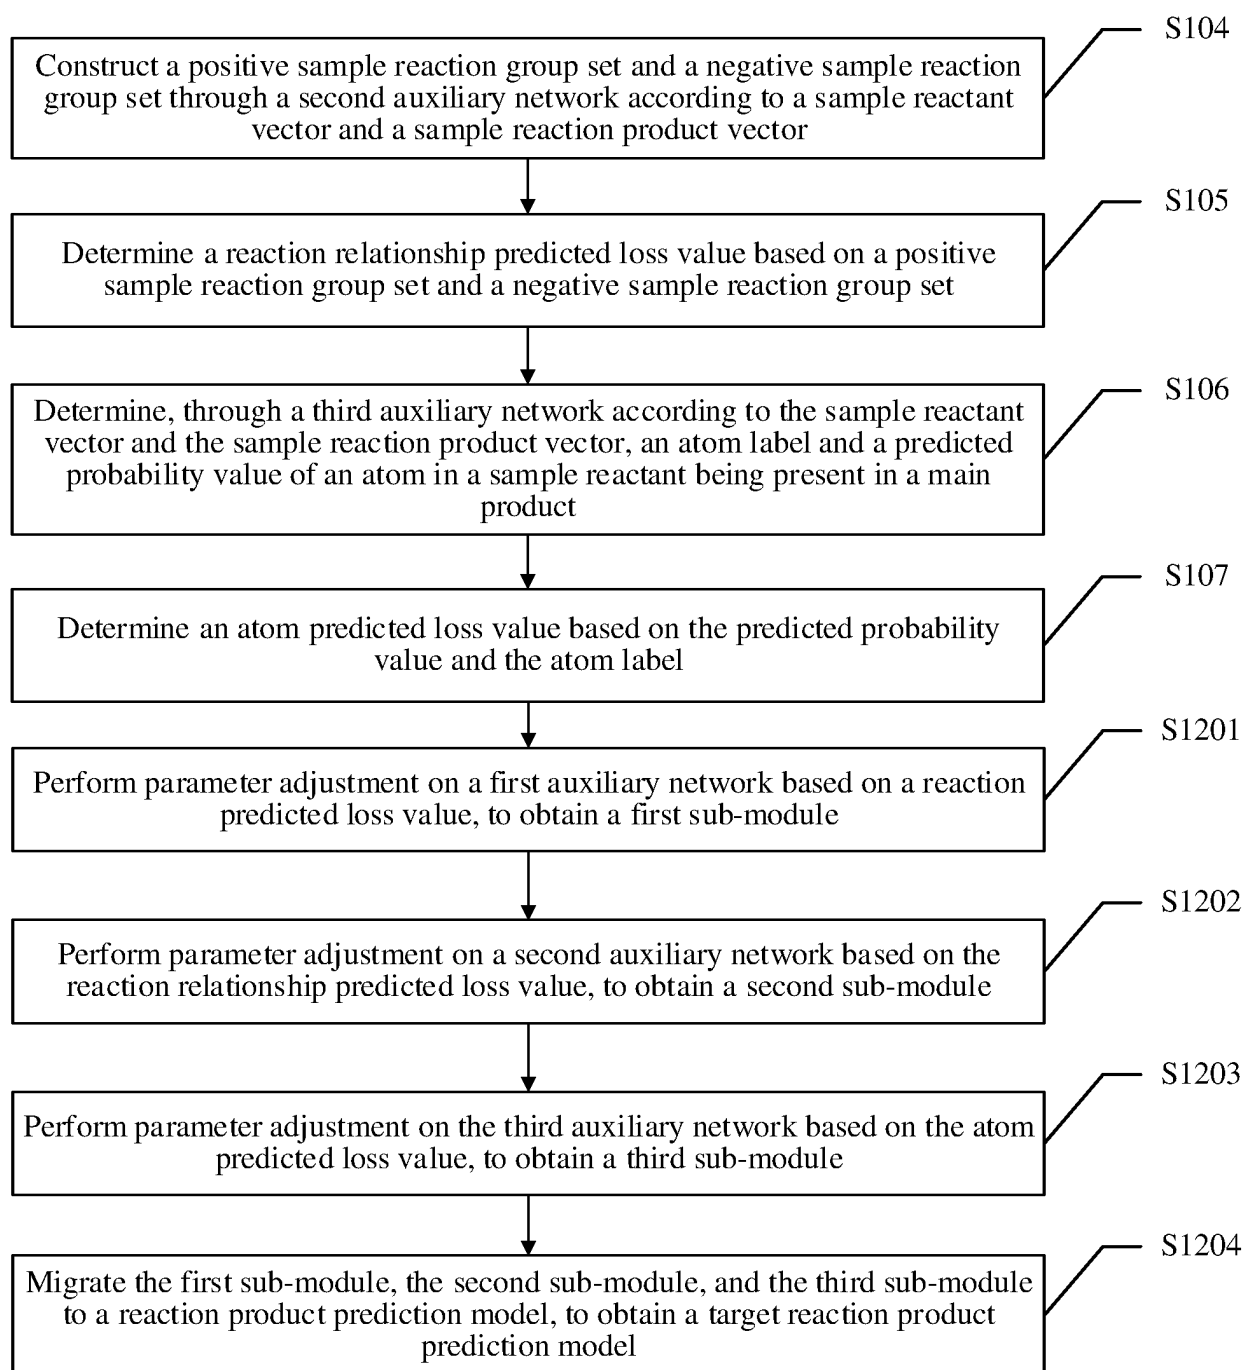 S104
Construct a positive sample reaction group set and a negative sample reaction
group set through a second auxiliary network according to a sample reactant
vector and a sample reaction product vector
S105
Determine a reaction relationship predicted loss value based on a positive
sample reaction group set and a negative sample reaction group set
S106
Determine, through a third auxiliary network according to the sample reactant
vector and the sample reaction product vector, an atom label and a predicted
probability value of an atom in a sample reactant being present in a main
product
S107
Determine an atom predicted loss value based on the predicted probability
value and the atom label
S1201
Perform parameter adjustment on a first auxiliary network based on a reaction
predicted loss value, to obtain a first sub-module
S1202
Perform parameter adjustment on a second auxiliary network based on the
reaction relationship predicted loss value, to obtain a second sub-module
S1203
Perform parameter adjustment on the third auxiliary network based on the atom
predicted loss value, to obtain a third sub-module
S1204
Migrate the first sub-module, the second sub-module, and the third sub-module
to a reaction product prediction model, to obtain a target reaction product
prediction model